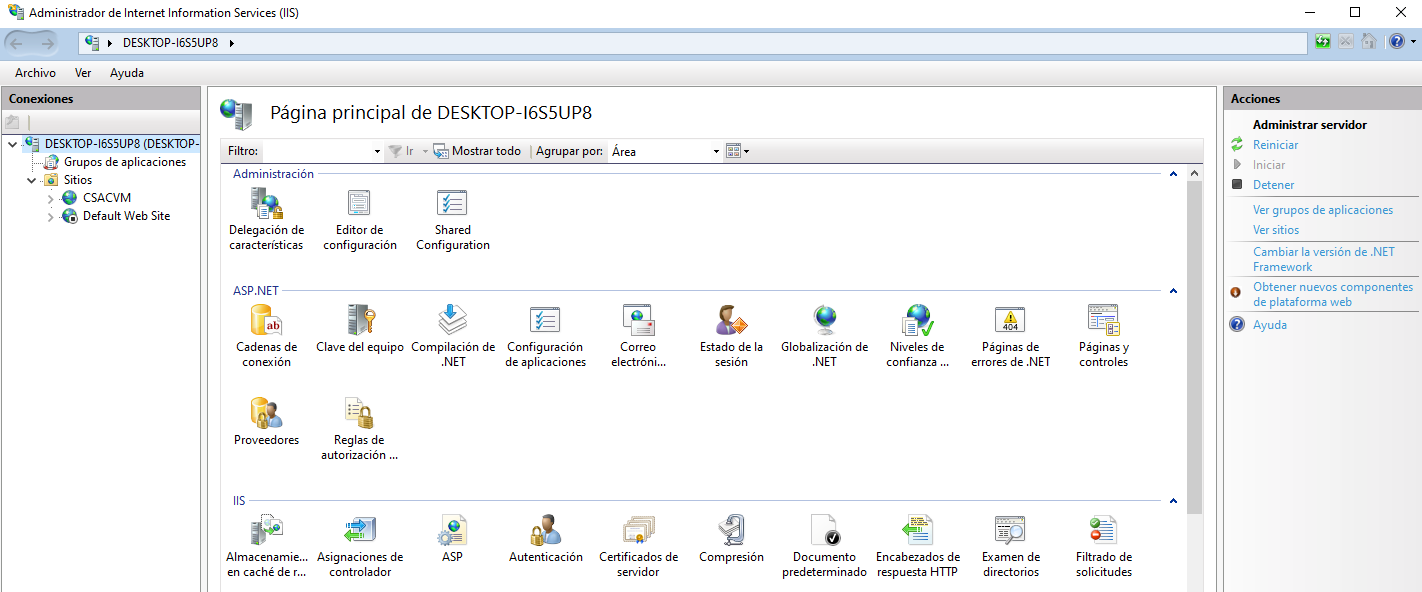 Administrador de Internet Information Services (IIS)
DESKTOP-I6S5UP8
Archivo Ver Ayuda
Conexiones
DESKTOP-I6S5UP8 (DESKTOP-
Grupos de aplicaciones
Sitios
CSACVM
Default Web Site
Página principal de DESKTOP-I6S5UP8
Filtro: Ir Mostrar todo Agrupar por: Área
Administración
Delegación de
características
Editor de
configuración
Shared
Configuration
ASP.NET
Cadenas de
conexión
Clave del equipo
Compilación de
.NET
Configuración
de aplicaciones
Correo
electróni...
Estado de la
sesión
Globalización de
.NET
Niveles de
confianza ...
404
Páginas de
errores de .NET
Páginas y
controles
ab
Proveedores
Reglas de
autorización ...
IIS
Almacenamie...
en caché de r...
Asignaciones de
controlador
ASP
Autenticación
Certificados de
servidor
Compresión
Documento
predeterminado
Encabezados de
respuesta HTTP
Examen de
directorios
Filtrado de
solicitudes
Acciones
Administrar servidor
Reiniciar
Iniciar
Detener
Ver grupos de aplicaciones
Ver sitios
Cambiar la versión de .NET
Framework
Obtener nuevos componentes
de plataforma web
Ayuda